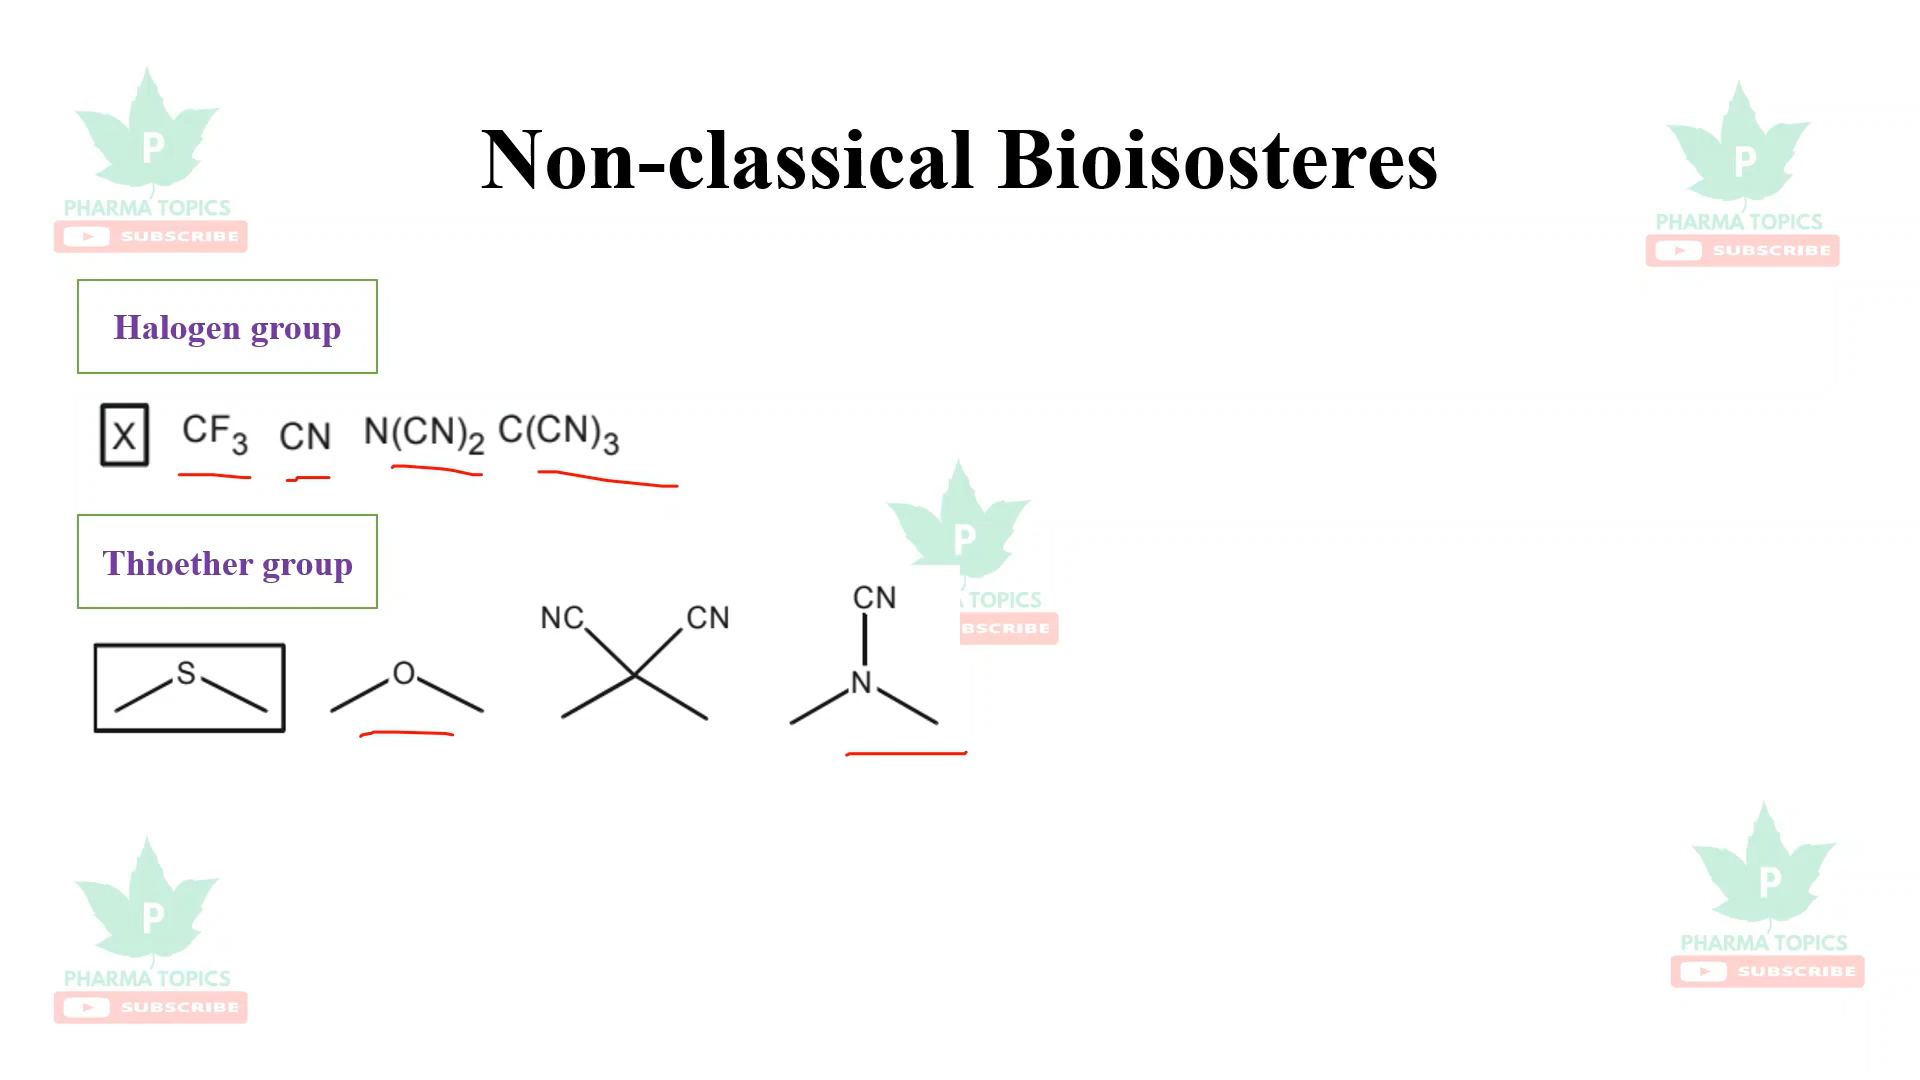 P
PHARMA TOPICS
SUBSCRIBE
Non-classical Bioisosteres
P
PHARMA TOPICS
SUBSCRIBE
Halogen group
X CF₃ CN N(CN)₂ C(CN)₃
Thioether group
P
TOPICS
S
O
NC CN
CN
N
P
PHARMA TOPICS
SUBSCRIBE
P
PHARMA TOPICS
SUBSCRIBE